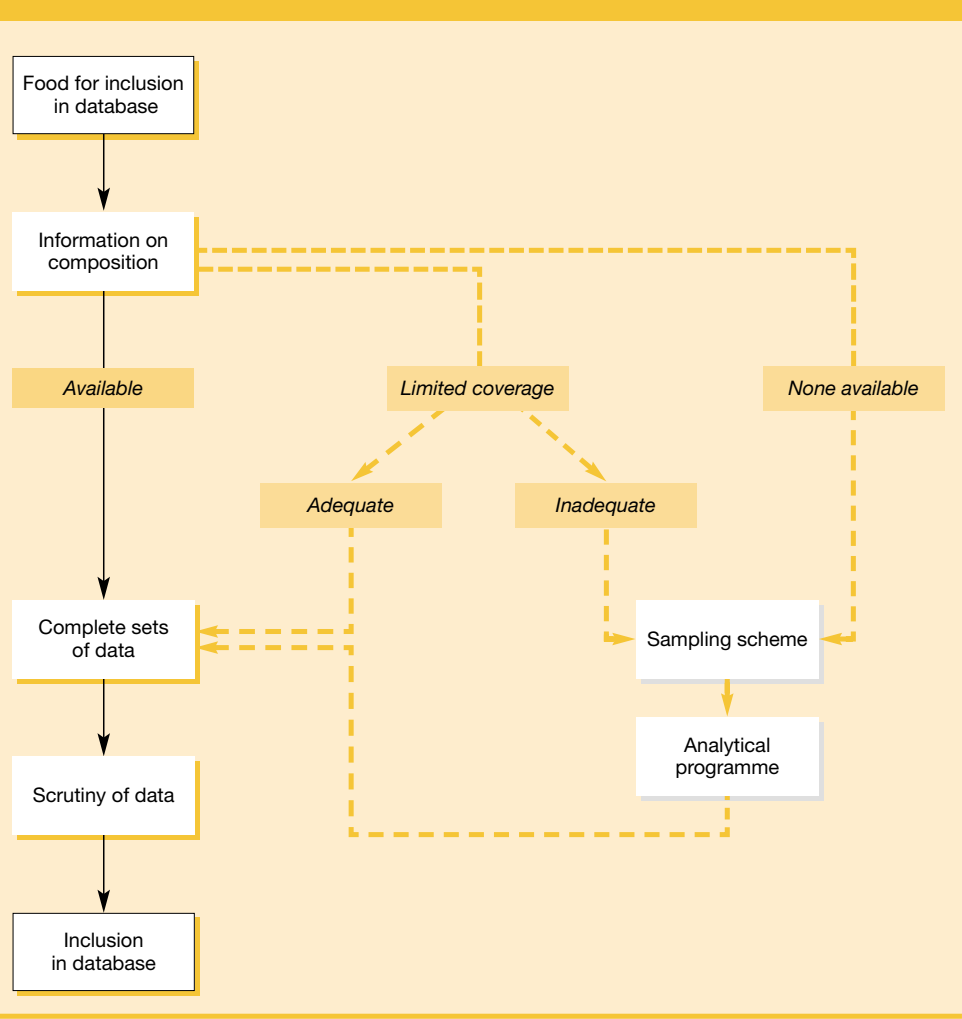 Food for inclusion
in database
Information on
composition
Available
Limited coverage
None available
Adequate
Inadequate
Complete sets
of data
Sampling scheme
Analytical
programme
Scrutiny of data
Inclusion
in database